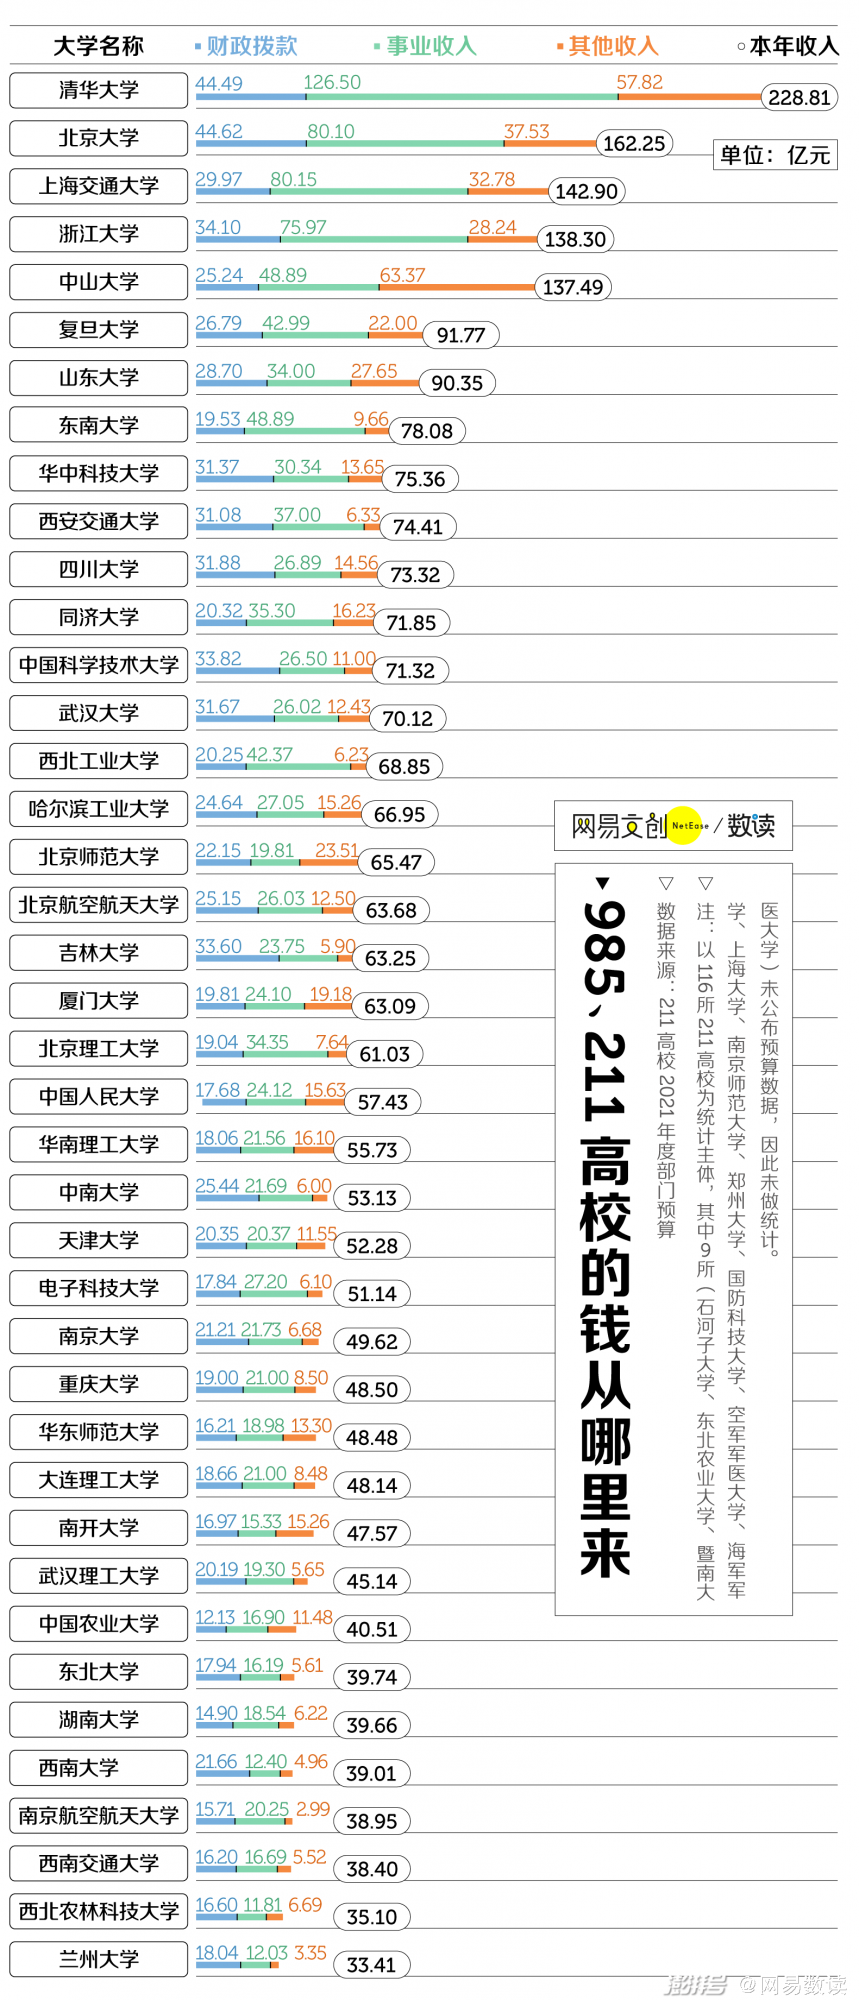 大学名称 财政拨款 事业收入 其他收入 本年收入
清华大学 44.49 126.50 57.82 228.81
北京大学 44.62 80.10 37.53 162.25
单位：亿元
上海交通大学 29.97 80.15 32.78 142.90
浙江大学 34.10 75.97 28.24 138.30
中山大学 25.24 48.89 63.37 137.49
复旦大学 26.79 42.99 22.00 91.77
山东大学 28.70 34.00 27.65 90.35
东南大学 19.53 48.89 9.66 78.08
华中科技大学 31.37 30.34 13.65 75.36
西安交通大学 31.08 37.00 6.33 74.41
四川大学 31.88 26.89 14.56 73.32
同济大学 20.32 35.30 16.23 71.85
中国科学技术大学 33.82 26.50 11.00 71.32
武汉大学 31.67 26.02 12.43 70.12
西北工业大学 20.25 42.37 6.23 68.85
哈尔滨工业大学 24.64 27.05 15.26 66.95
北京师范大学 22.15 19.81 23.51 65.47
北京航空航天大学 25.15 26.03 12.50 63.68
吉林大学 33.60 23.75 5.90 63.25
厦门大学 19.81 24.10 19.18 63.09
北京理工大学 19.04 34.35 7.64 61.03
中国人民大学 17.68 24.12 15.63 57.43
华南理工大学 18.06 21.56 16.10 55.73
中南大学 25.44 21.69 6.00 53.13
天津大学 20.35 20.37 11.55 52.28
电子科技大学 17.84 27.20 6.10 51.14
南京大学 21.21 21.73 6.68 49.62
重庆大学 19.00 21.00 8.50 48.50
华东师范大学 16.21 18.98 13.30 48.48
大连理工大学 18.66 21.00 8.48 48.14
南开大学 16.97 15.33 15.26 47.57
武汉理工大学 20.19 19.30 5.65 45.14
中国农业大学 12.13 16.90 11.48 40.51
东北大学 17.94 16.19 5.61 39.74
湖南大学 14.90 18.54 6.22 39.66
西南大学 21.66 12.40 4.96 39.01
南京航空航天大学 15.71 20.25 2.99 38.95
西南交通大学 16.20 16.69 5.52 38.40
西北农林科技大学 16.60 11.81 6.69 35.10
兰州大学 18.04 12.03 3.35 33.41
网易文创 NetEase / 数读
985、211高校的钱从哪里来
数据来源：211高校2021年度部门预算
注：以116所211高校为统计主体，其中9所（石河子大学、东北农业大学、暨南大
学、上海大学、南京师范大学、郑州大学、国防科技大学、空军军医大学、海军军
医大学）未公布预算数据，因此未做统计。
澎湃号 @网易数读